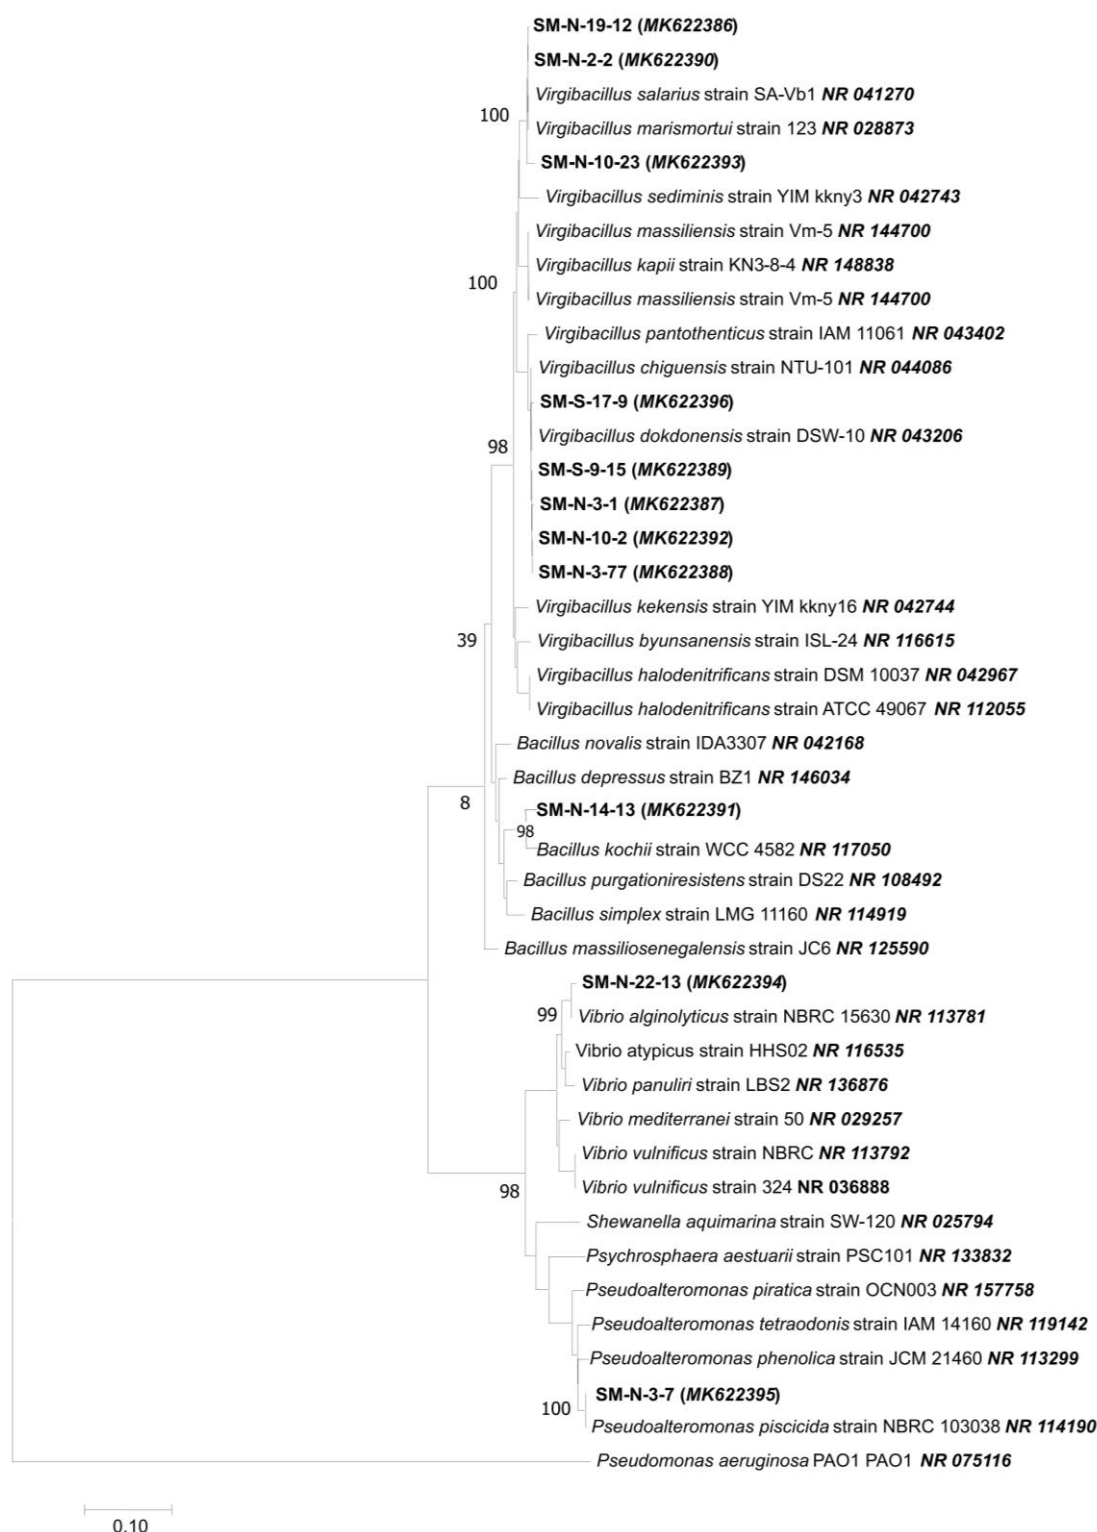 SM-N-19-12 (MK622386)
SM-N-2-2 (MK622390)
Virgibacillus salarius strain SA-Vb1 NR 041270
100
Virgibacillus marismortui strain 123 NR 028873
SM-N-10-23 (MK622393)
Virgibacillus sediminis strain YIM kkny3 NR 042743
Virgibacillus massiliensis strain Vm-5 NR 144700
Virgibacillus kapii strain KN3-8-4 NR 148838
100
Virgibacillus massiliensis strain Vm-5 NR 144700
Virgibacillus pantothenticus strain IAM 11061 NR 043402
Virgibacillus chiguensis strain NTU-101 NR 044086
SM-S-17-9 (MK622396)
Virgibacillus dokdonensis strain DSW-10 NR 043206
98
SM-S-9-15 (MK622389)
SM-N-3-1 (MK622387)
SM-N-10-2 (MK622392)
SM-N-3-77 (MK622388)
Virgibacillus kekensis strain YIM kkny16 NR 042744
39
Virgibacillus byunsanensis strain ISL-24 NR 116615
Virgibacillus halodenitrificans strain DSM 10037 NR 042967
Virgibacillus halodenitrificans strain ATCC 49067 NR 112055
Bacillus novalis strain IDA3307 NR 042168
Bacillus depressus strain BZ1 NR 146034
8
SM-N-14-13 (MK622391)
98
Bacillus kochii strain WCC 4582 NR 117050
Bacillus purgationiresistens strain DS22 NR 108492
Bacillus simplex strain LMG 11160 NR 114919
Bacillus massiliosenegalensis strain JC6 NR 125590
SM-N-22-13 (MK622394)
99
Vibrio alginolyticus strain NBRC 15630 NR 113781
Vibrio atypicus strain HHS02 NR 116535
Vibrio panuliri strain LBS2 NR 136876
Vibrio mediterranei strain 50 NR 029257
Vibrio vulnificus strain NBRC NR 113792
Vibrio vulnificus strain 324 NR 036888
98
Shewanella aquimarina strain SW-120 NR 025794
Psychrosphaera aestuarii strain PSC101 NR 133832
Pseudoalteromonas piratica strain OCN003 NR 157758
Pseudoalteromonas tetraodonis strain IAM 14160 NR 119142
Pseudoalteromonas phenolica strain JCM 21460 NR 113299
SM-N-3-7 (MK622395)
100
Pseudoalteromonas piscicida strain NBRC 103038 NR 114190
Pseudomonas aeruginosa PAO1 PAO1 NR 075116
0.10